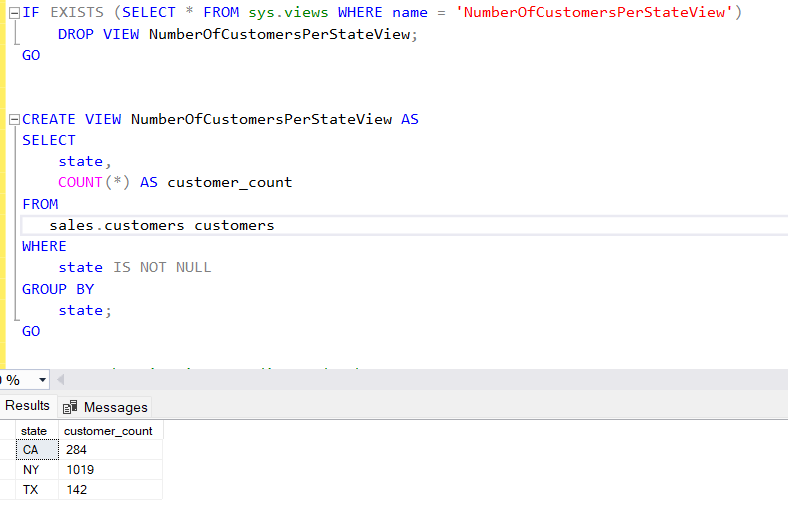 IF EXISTS (SELECT * FROM sys.views WHERE name = 'NumberOfCustomersPerStateView')
DROP VIEW NumberOfCustomersPerStateView;
GO
CREATE VIEW NumberOfCustomersPerStateView AS
SELECT
state,
COUNT(*) AS customer_count
FROM
sales.customers customers
WHERE
state IS NOT NULL
GROUP BY
state;
GO
%
Results Messages
state customer_count
CA 284
NY 1019
TX 142